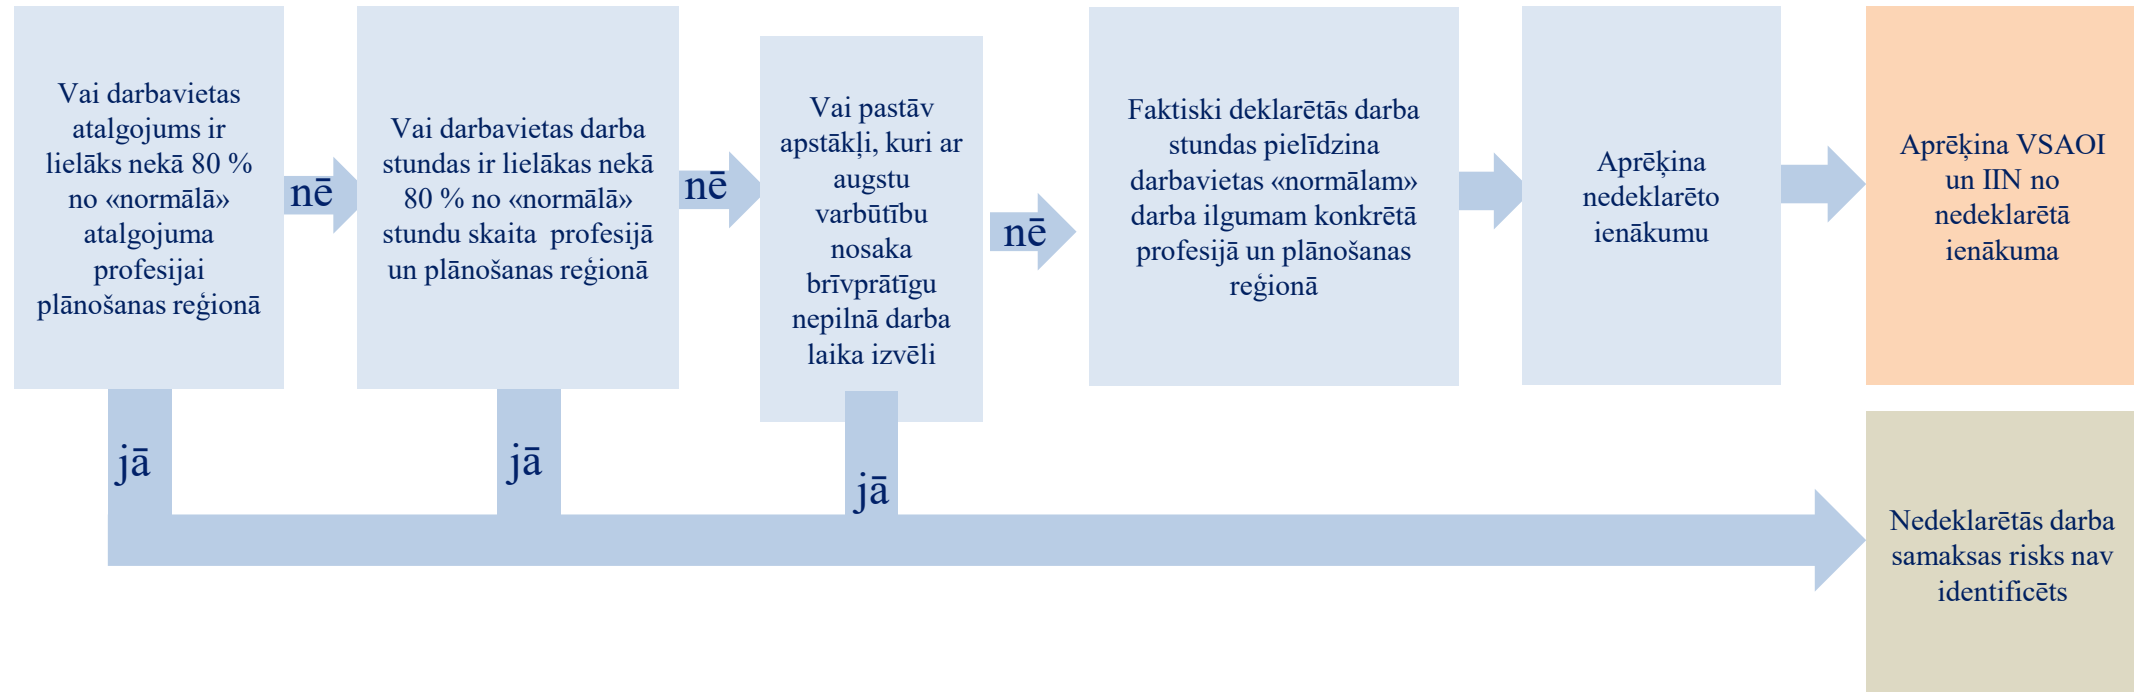 Vai darbavietas
atalgojums ir
lielāks nekā 80 %
no «normālā»
atalgojuma
profesijai
plānošanas reģionā
nē
Vai darbavietas darba
stundas ir lielākas nekā
80 % no «normālā»
stundu skaita profesijā
un plānošanas reģionā
nē
Vai pastāv
apstākļi, kuri ar
augstu
varbūtību
nosaka
brīvprātīgu
nepilnā darba
laika izvēli
nē
Faktiski deklarētās darba
stundas pielīdzina
darbavietas «normālam»
darba ilgumam konkrētā
profesijā un plānošanas
reģionā
Aprēķina
nedeklarēto
ienākumu
Aprēķina VSAOI
un IIN no
nedeklarētā
ienākuma
jā
jā
jā
Nedeklarētās darba
samaksas risks nav
identificēts